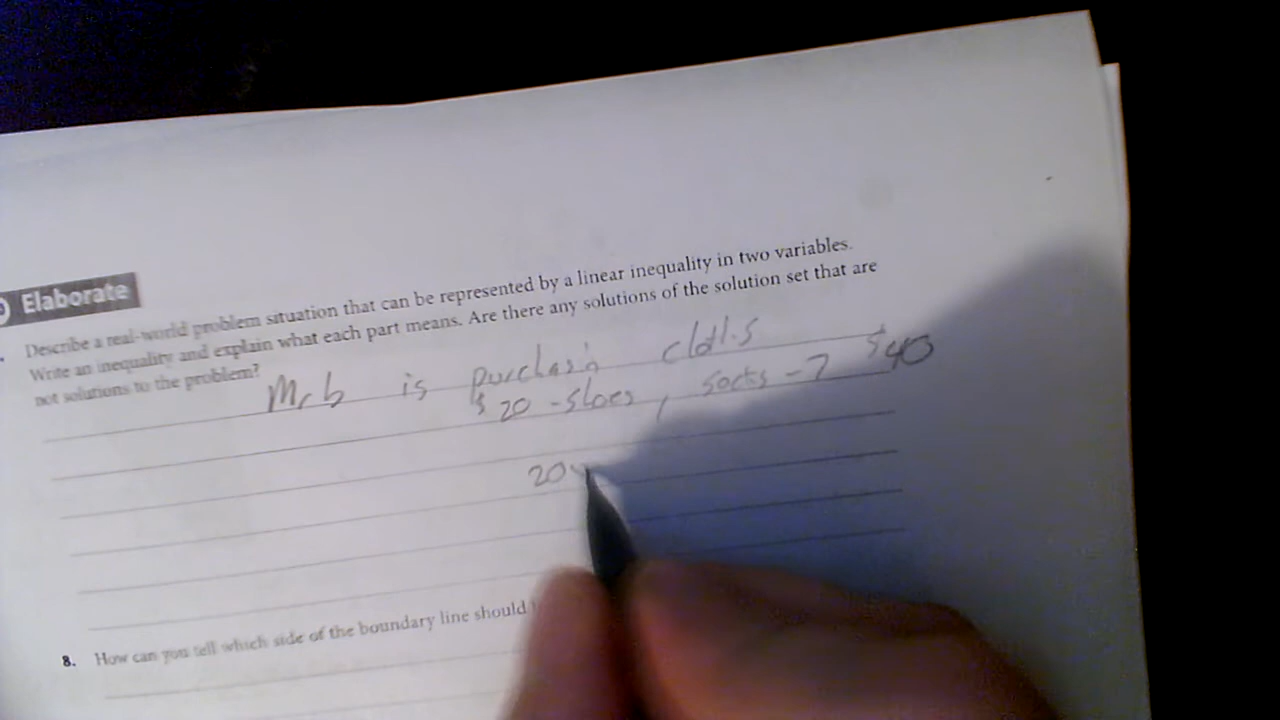 Elaborate
Describe a real-world problem situation that can be represented by a linear inequality in two variables.
Write an inequality and explain what each part means. Are there any solutions of the solution set that are
not solutions to the problem?
Mr b is purchasin $40
$20 - shoes, socks - 7
20
8. How can you tell which side of the boundary line should